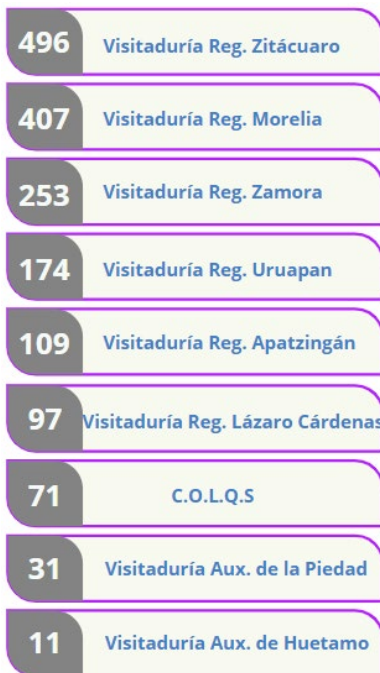 496 Visitaduría Reg. Zitácuaro
407 Visitaduría Reg. Morelia
253 Visitaduría Reg. Zamora
174 Visitaduría Reg. Uruapan
109 Visitaduría Reg. Apatzingán
97 Visitaduría Reg. Lázaro Cárdenas
71 C.O.L.Q.S
31 Visitaduría Aux. de la Piedad
11 Visitaduría Aux. de Huetamo